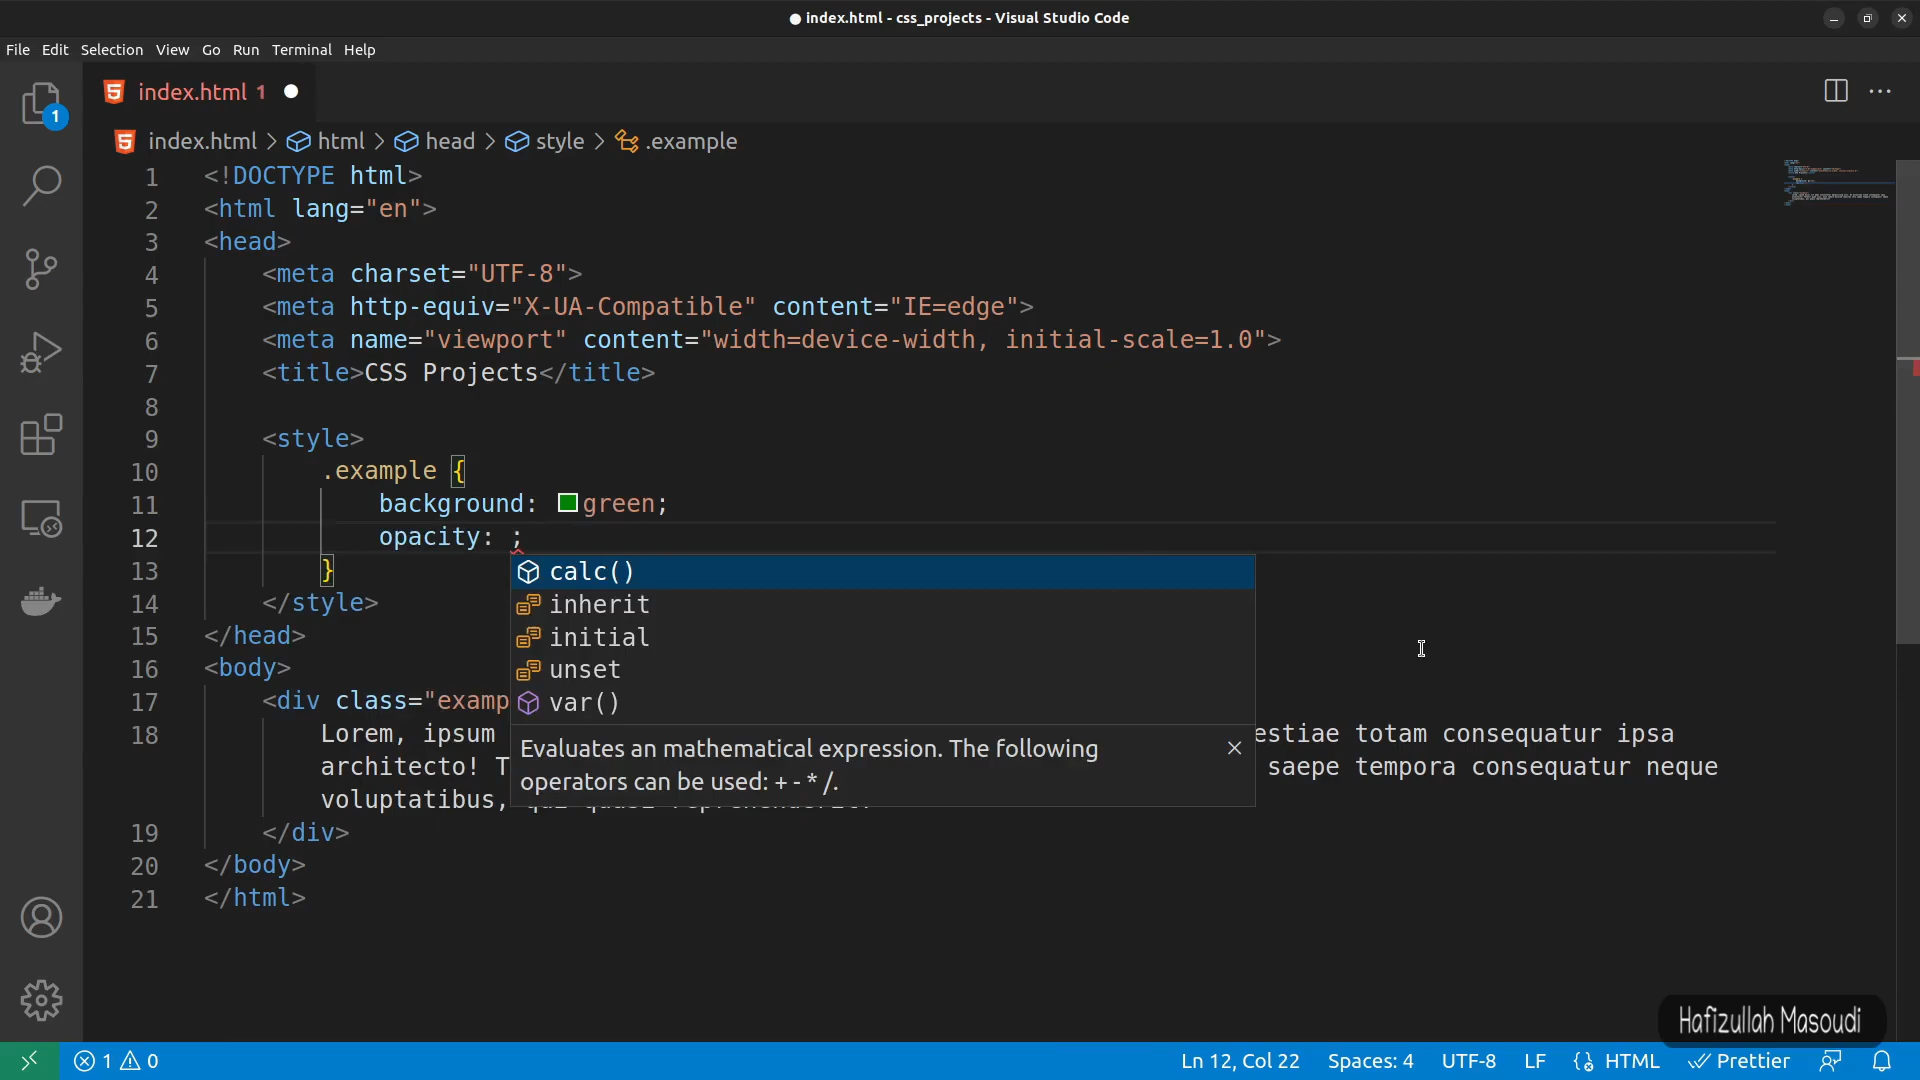 ● index.html - css_projects - Visual Studio Code
File Edit Selection View Go Run Terminal Help
1
index.html 1 ●
index.html > html > head > style > .example
1 <!DOCTYPE html>
2 <html lang="en">
3 <head>
4 <meta charset="UTF-8">
5 <meta http-equiv="X-UA-Compatible" content="IE=edge">
6 <meta name="viewport" content="width=device-width, initial-scale=1.0">
7 <title>CSS Projects</title>
8
9 <style>
10 .example {
11 background: green;
12 opacity: ;
13 }
14 </style>
15 </head>
16 <body>
17 <div class="examp
18 Lorem, ipsum estiae totam consequatur ipsa
architecto! T saepe tempora consequatur neque
voluptatibus,
19 </div>
20 </body>
21 </html>
calc()
inherit
initial
unset
var()
Evaluates an mathematical expression. The following
operators can be used: + - * /.
Hafizullah Masoudi
1 0 Ln 12, Col 22 Spaces: 4 UTF-8 LF HTML Prettier